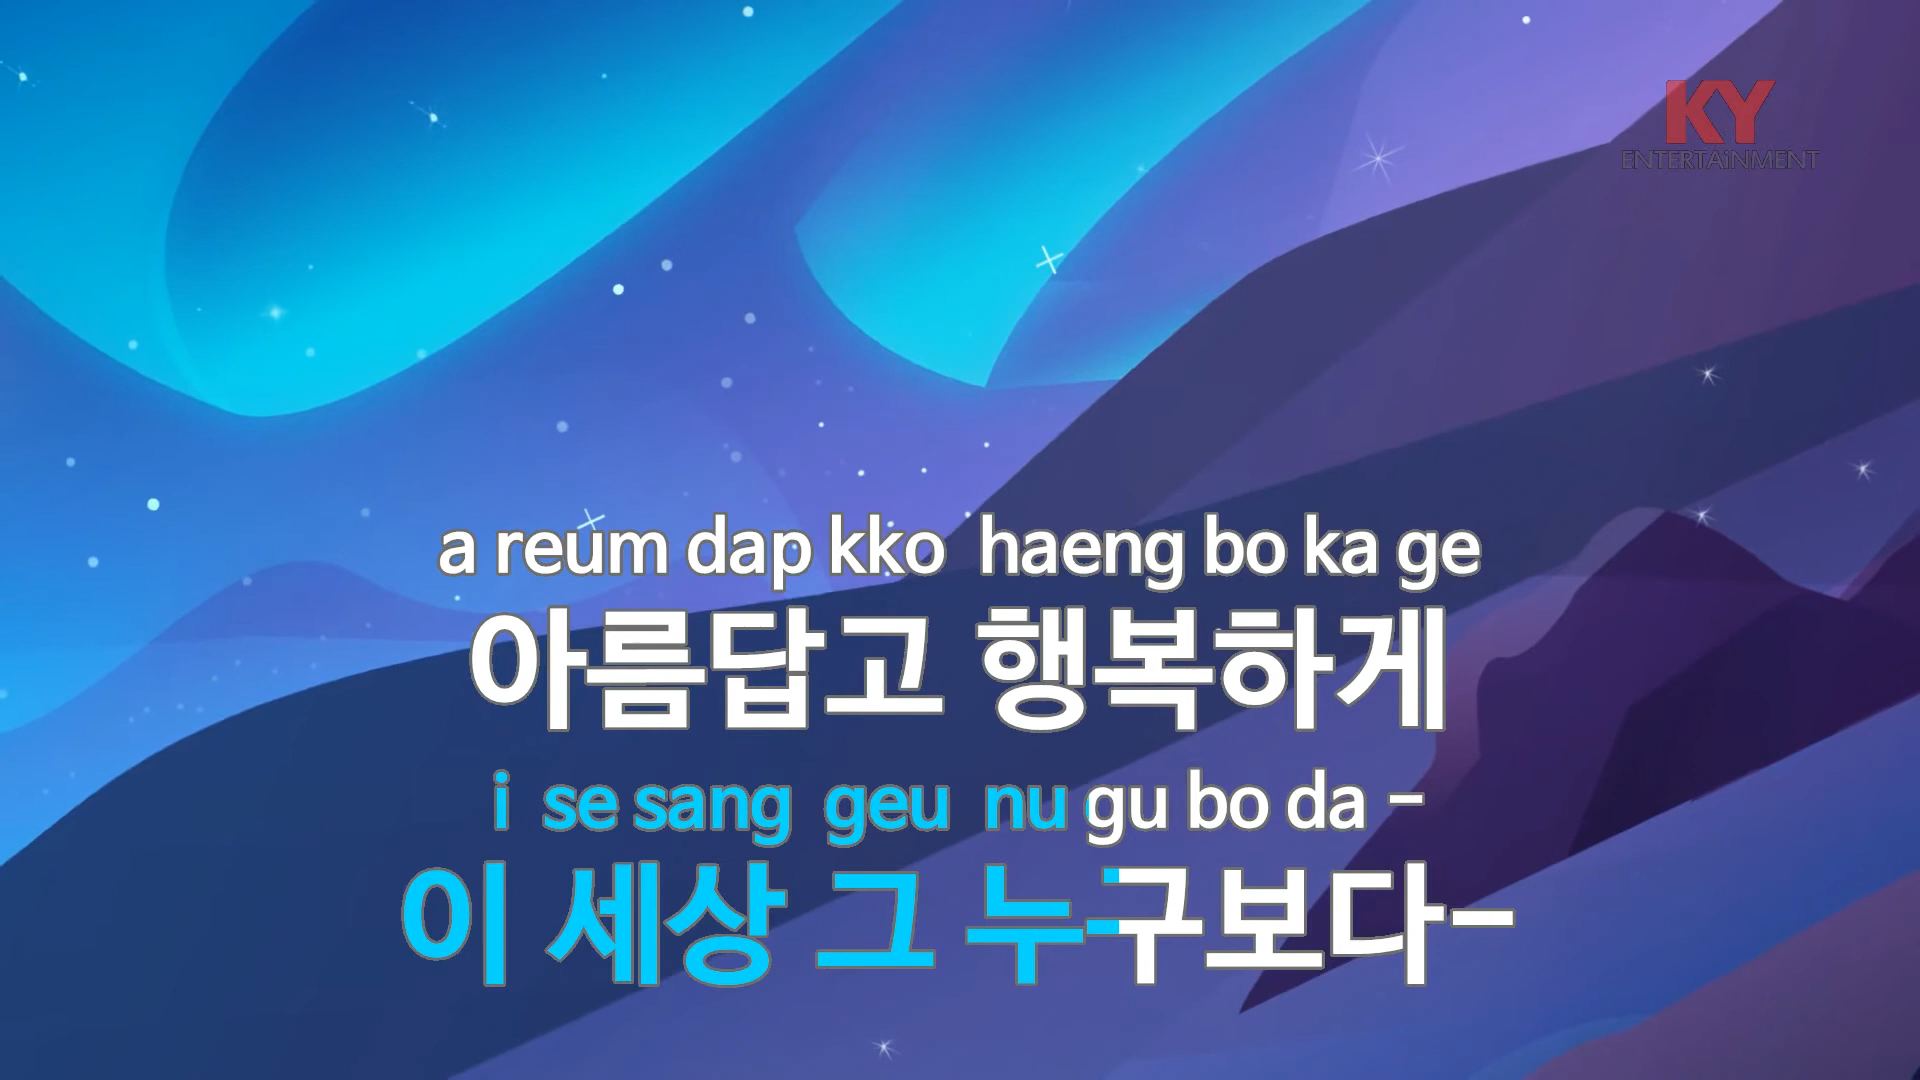 KY
ENTERTAiNMENT
a reum dap kko haeng bo ka ge
아름답고 행복하게
i se sang geu nu gu bo da -
이 세상 그 누구보다-